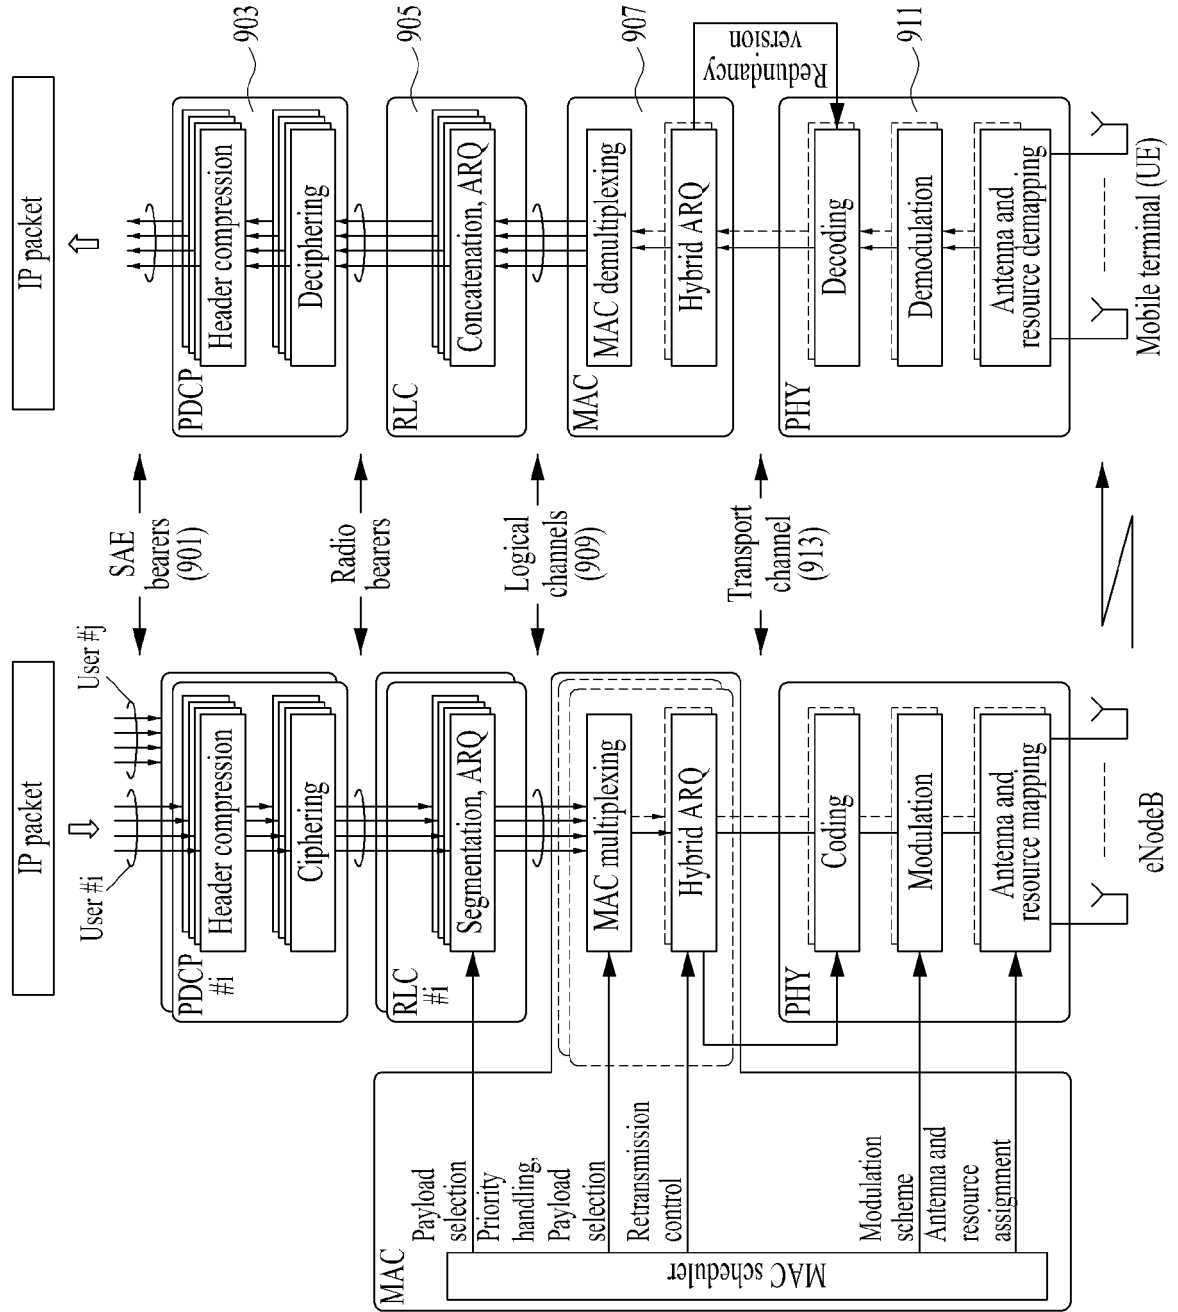 IP packet
IP packet
User #i
User #j
SAE
bearers
(901)
PDCP
#i
Header compression
Ciphering
PDCP
Header compression
Deciphering
903
Radio
bearers
RLC
#i
Segmentation, ARQ
RLC
Concatenation, ARQ
905
Logical
channels
(909)
MAC
MAC scheduler
Payload
selection
Priority
handling,
Payload
selection
Retransmission
control
Modulation
scheme
Antenna and
resource
assignment
MAC multiplexing
Hybrid ARQ
MAC
MAC demultiplexing
Hybrid ARQ
907
Redundancy
version
Transport
channel
(913)
PHY
Coding
Modulation
Antenna and
resource mapping
PHY
Decoding
Demodulation
Antenna and
resource demapping
911
eNodeB
Mobile terminal (UE)